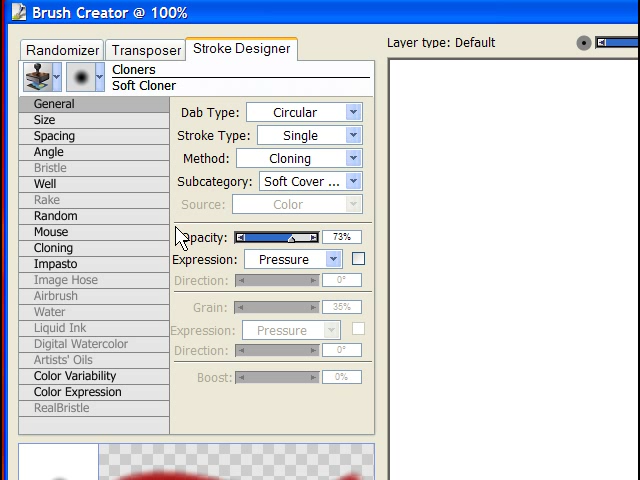 Brush Creator @ 100%
Randomizer
Transposer
Stroke Designer
Layer type: Default
Cloners
Soft Cloner
General
Size
Spacing
Angle
Bristle
Well
Rake
Random
Mouse
Cloning
Impasto
Image Hose
Airbrush
Water
Liquid Ink
Digital Watercolor
Artists' Oils
Color Variability
Color Expression
RealBristle
Dab Type: Circular
Stroke Type: Single
Method: Cloning
Subcategory: Soft Cover ...
Source: Color
Opacity: 73%
Expression: Pressure
Direction: 0°
Grain: 35%
Expression: Pressure
Direction: 0°
Boost: 0%